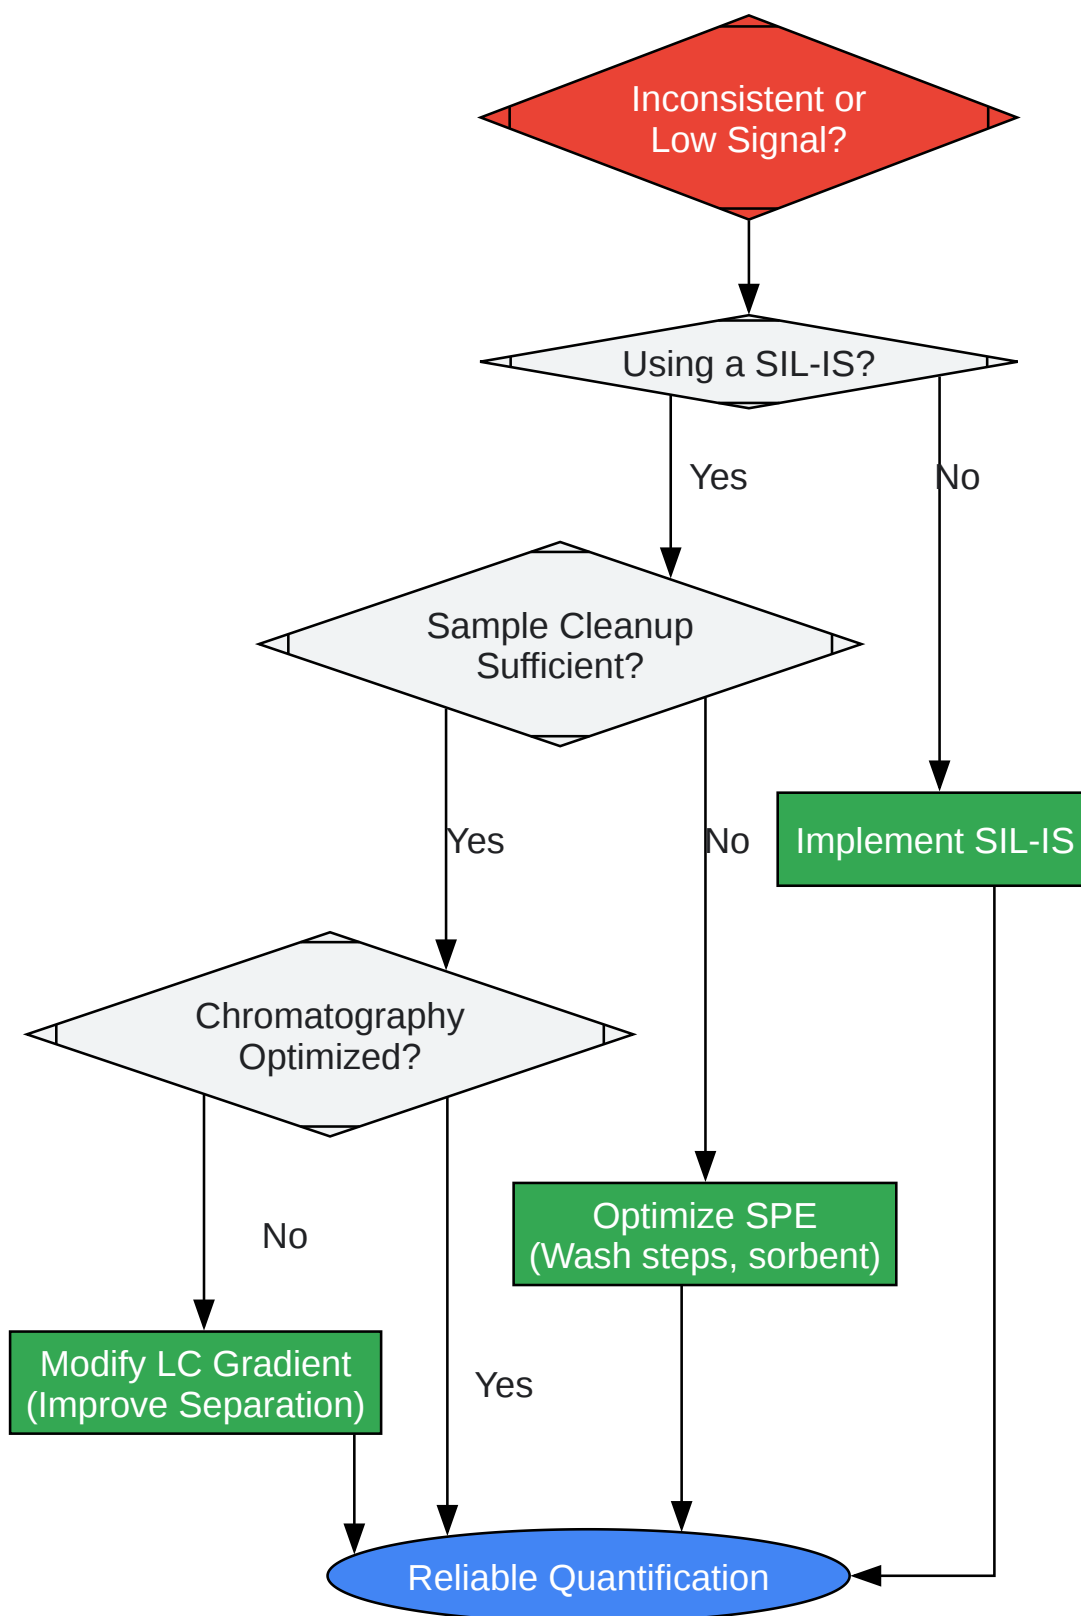 Inconsistent or
Low Signal?
Using a SIL-IS?
Yes
No
Sample Cleanup
Sufficient?
Yes
No
Implement SIL-IS
Chromatography
Optimized?
No
Optimize SPE
(Wash steps, sorbent)
Modify LC Gradient
(Improve Separation)
Yes
Reliable Quantification